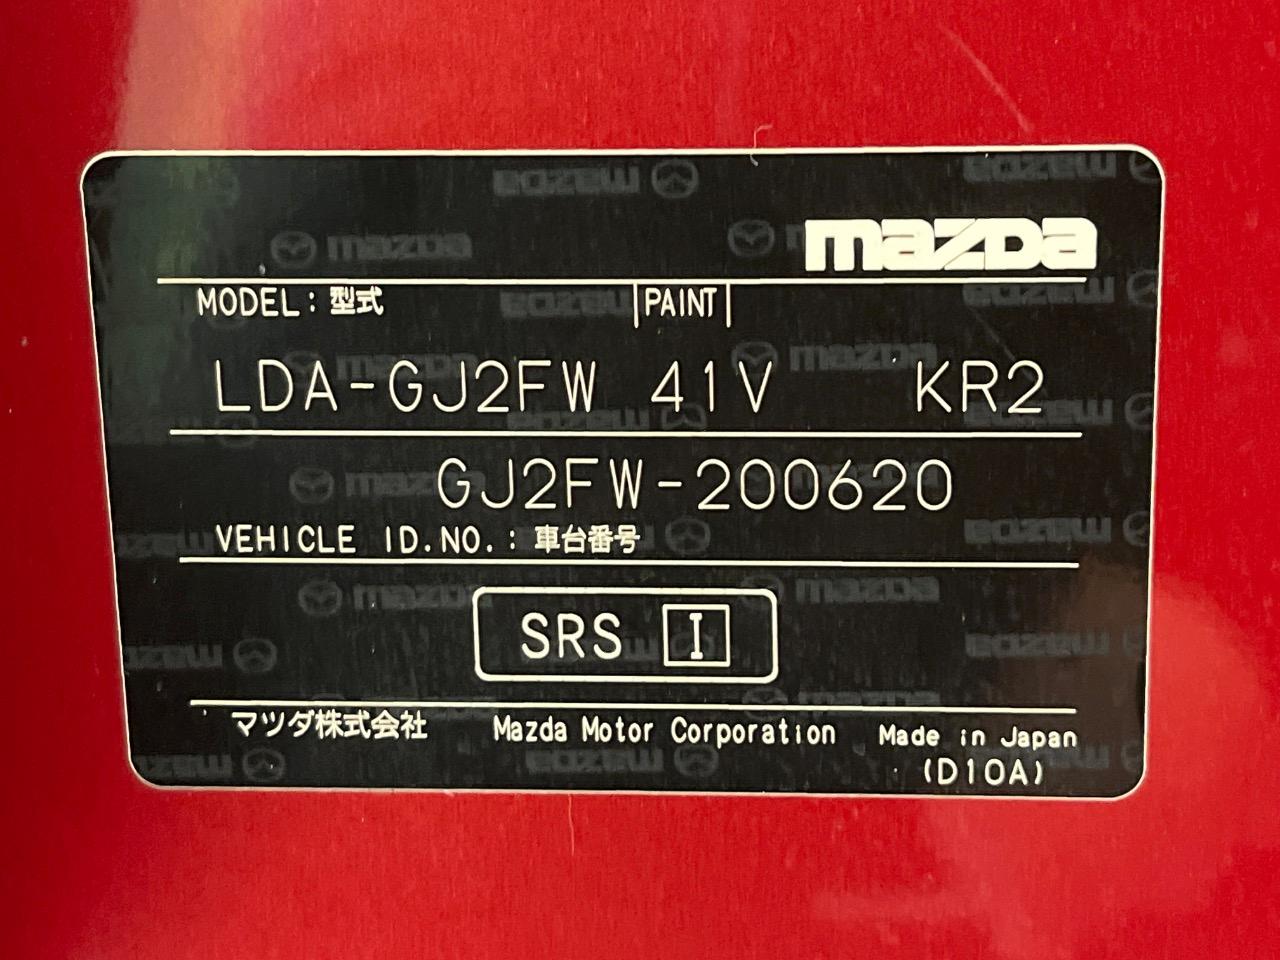 mazda
MODEL: 型式 |PAINT|
LDA-GJ2FW 41V KR2
GJ2FW-200620
VEHICLE ID.NO.: 車台番号
SRS I
マツダ株式会社 Mazda Motor Corporation Made in Japan
(D10A)